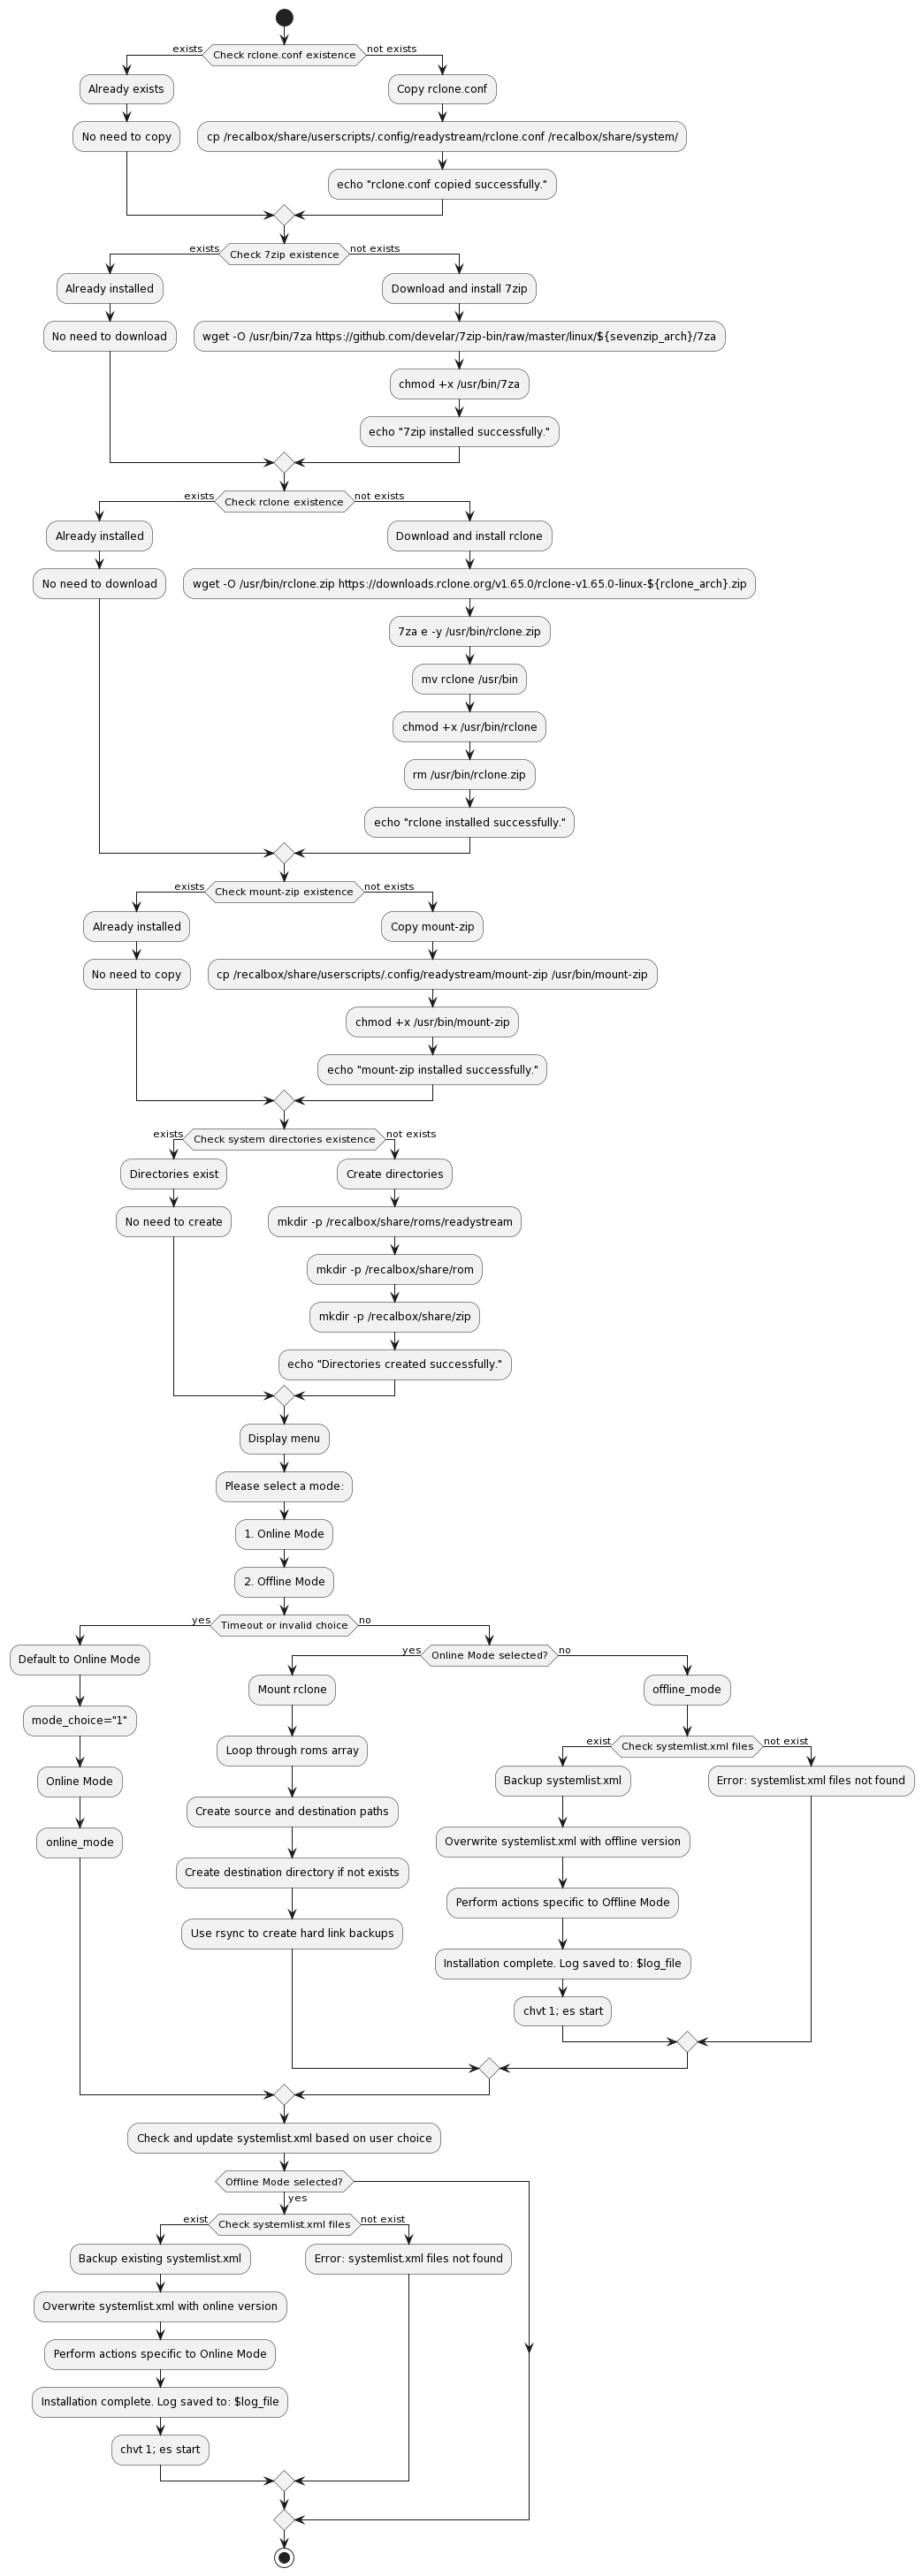 exists
Check rclone.conf existence
not exists
Already exists
Copy rclone.conf
No need to copy
cp /recalbox/share/userscripts/.config/readystream/rclone.conf /recalbox/share/system/
echo "rclone.conf copied successfully."
exists
Check 7zip existence
not exists
Already installed
Download and install 7zip
No need to download
wget -O /usr/bin/7za https://github.com/develar/7zip-bin/raw/master/linux/${sevenzip_arch}/7za
chmod +x /usr/bin/7za
echo "7zip installed successfully."
exists
Check rclone existence
not exists
Already installed
Download and install rclone
No need to download
wget -O /usr/bin/rclone.zip https://downloads.rclone.org/v1.65.0/rclone-v1.65.0-linux-${rclone_arch}.zip
7za e -y /usr/bin/rclone.zip
mv rclone /usr/bin
chmod +x /usr/bin/rclone
rm /usr/bin/rclone.zip
echo "rclone installed successfully."
exists
Check mount-zip existence
not exists
Already installed
Copy mount-zip
No need to copy
cp /recalbox/share/userscripts/.config/readystream/mount-zip /usr/bin/mount-zip
chmod +x /usr/bin/mount-zip
echo "mount-zip installed successfully."
exists
Check system directories existence
not exists
Directories exist
Create directories
No need to create
mkdir -p /recalbox/share/roms/readystream
mkdir -p /recalbox/share/rom
mkdir -p /recalbox/share/zip
echo "Directories created successfully."
Display menu
Please select a mode:
1. Online Mode
2. Offline Mode
yes
Timeout or invalid choice
no
Default to Online Mode
mode_choice="1"
Online Mode
online_mode
yes
Online Mode selected?
no
Mount rclone
Loop through roms array
Create source and destination paths
Create destination directory if not exists
Use rsync to create hard link backups
offline_mode
exist
Check systemlist.xml files
not exist
Backup systemlist.xml
Error: systemlist.xml files not found
Overwrite systemlist.xml with offline version
Perform actions specific to Offline Mode
Installation complete. Log saved to: $log_file
chvt 1; es start
Check and update systemlist.xml based on user choice
Offline Mode selected?
yes
exist
Check systemlist.xml files
not exist
Backup existing systemlist.xml
Error: systemlist.xml files not found
Overwrite systemlist.xml with online version
Perform actions specific to Online Mode
Installation complete. Log saved to: $log_file
chvt 1; es start